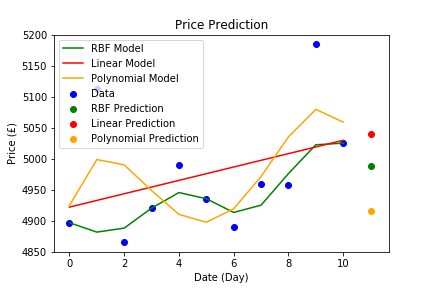 Price Prediction
5200
5150
5100
5050
5000
4950
4900
4850
Price (£)
RBF Model
Linear Model
Polynomial Model
Data
RBF Prediction
Linear Prediction
Polynomial Prediction
0 2 4 6 8 10
Date (Day)